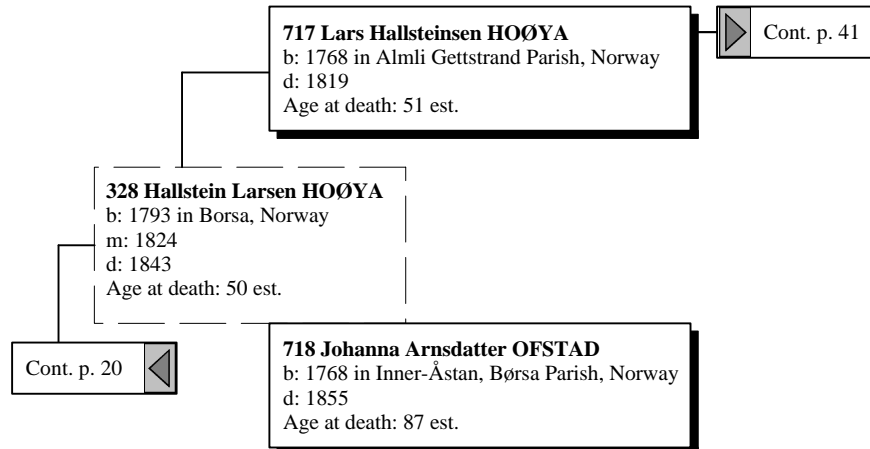 717 Lars Hallsteinsen HOØYA
b: 1768 in Almli Gettstrand Parish, Norway
d: 1819
Age at death: 51 est.
Cont. p. 41
328 Hallstein Larsen HOØYA
b: 1793 in Borsa, Norway
m: 1824
d: 1843
Age at death: 50 est.
Cont. p. 20
718 Johanna Arnsdatter OFSTAD
b: 1768 in Inner-Åstan, Børsa Parish, Norway
d: 1855
Age at death: 87 est.